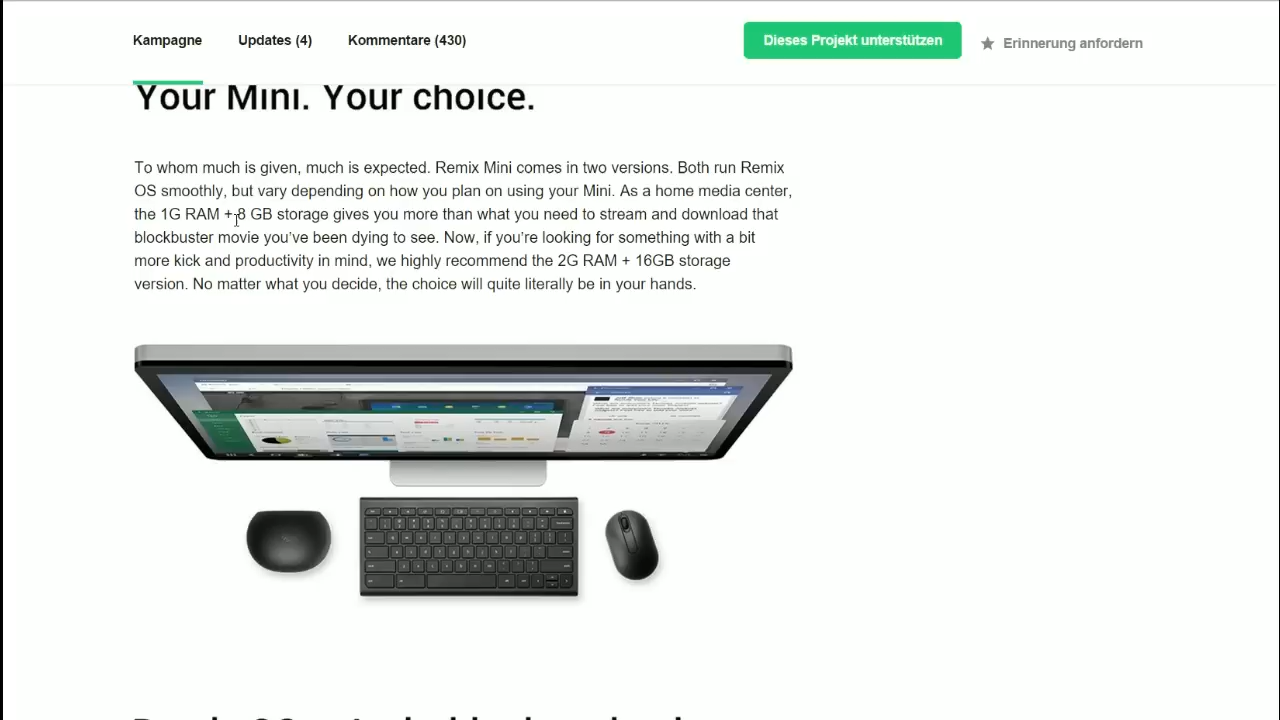 Kampagne
Updates (4)
Kommentare (430)
Dieses Projekt unterstützen
Erinnerung anfordern
Your Mini. Your choice.
To whom much is given, much is expected. Remix Mini comes in two versions. Both run Remix
OS smoothly, but vary depending on how you plan on using your Mini. As a home media center,
the 1G RAM + 8 GB storage gives you more than what you need to stream and download that
blockbuster movie you’ve been dying to see. Now, if you’re looking for something with a bit
more kick and productivity in mind, we highly recommend the 2G RAM + 16GB storage
version. No matter what you decide, the choice will quite literally be in your hands.